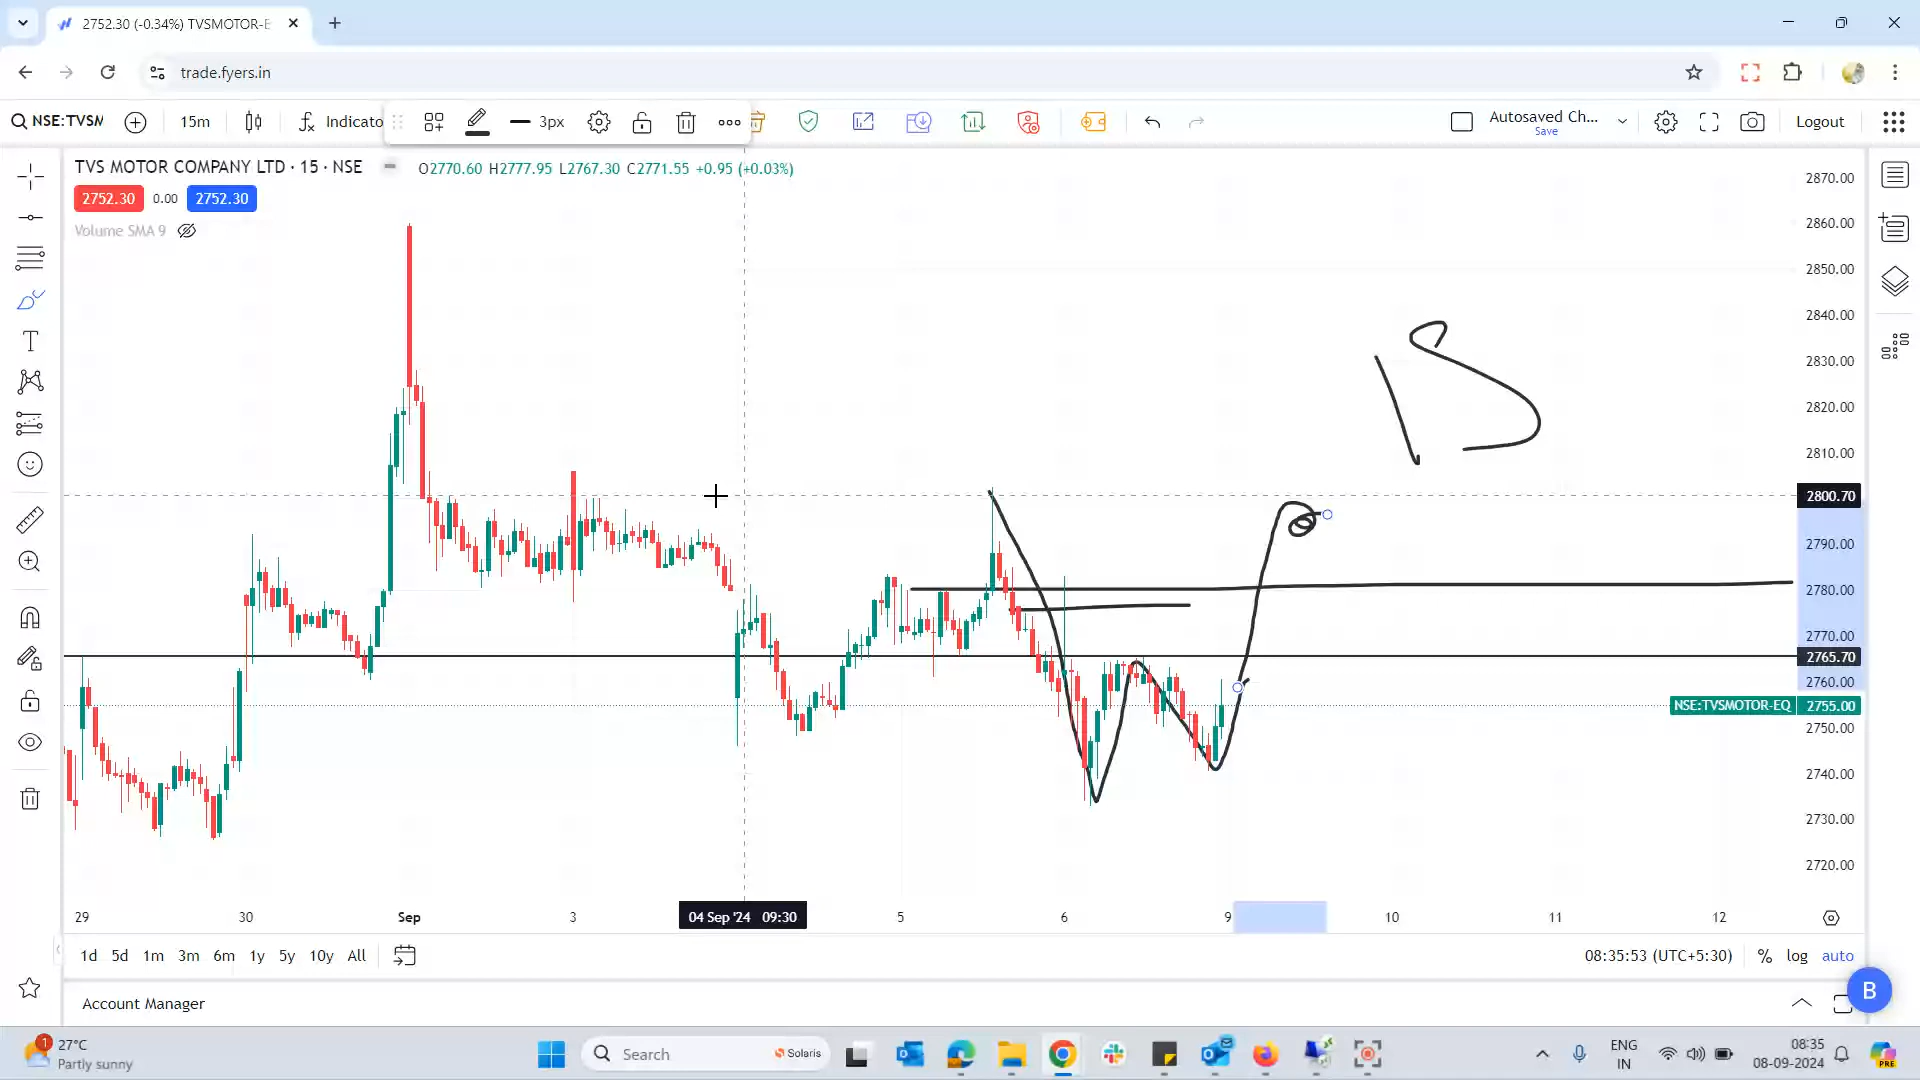 2752.30 (-0.34%) TVSMOTOR-E
trade.fyers.in
NSE:TVSM 15m Indicato 3px Autosaved Ch... Save Logout
TVS MOTOR COMPANY LTD · 15 · NSE O2770.60 H2777.95 L2767.30 C2771.55 +0.95 (+0.03%)
2752.30 0.00 2752.30
Volume SMA 9
2870.00
2860.00
2850.00
2840.00
2830.00
2820.00
2810.00
2800.70
2790.00
2780.00
2770.00
2765.70
2760.00
NSE:TVSMOTOR-EQ 2755.00
2750.00
2740.00
2730.00
2720.00
29 30 Sep 3 04 Sep '24 09:30 5 6 9 10 11 12
1d 5d 1m 3m 6m 1y 5y 10y All 08:35:53 (UTC+5:30) % log auto
B
Account Manager
1 27°C
Partly sunny
Search Solaris
ENG
IN
08:35
08-09-2024
PRE